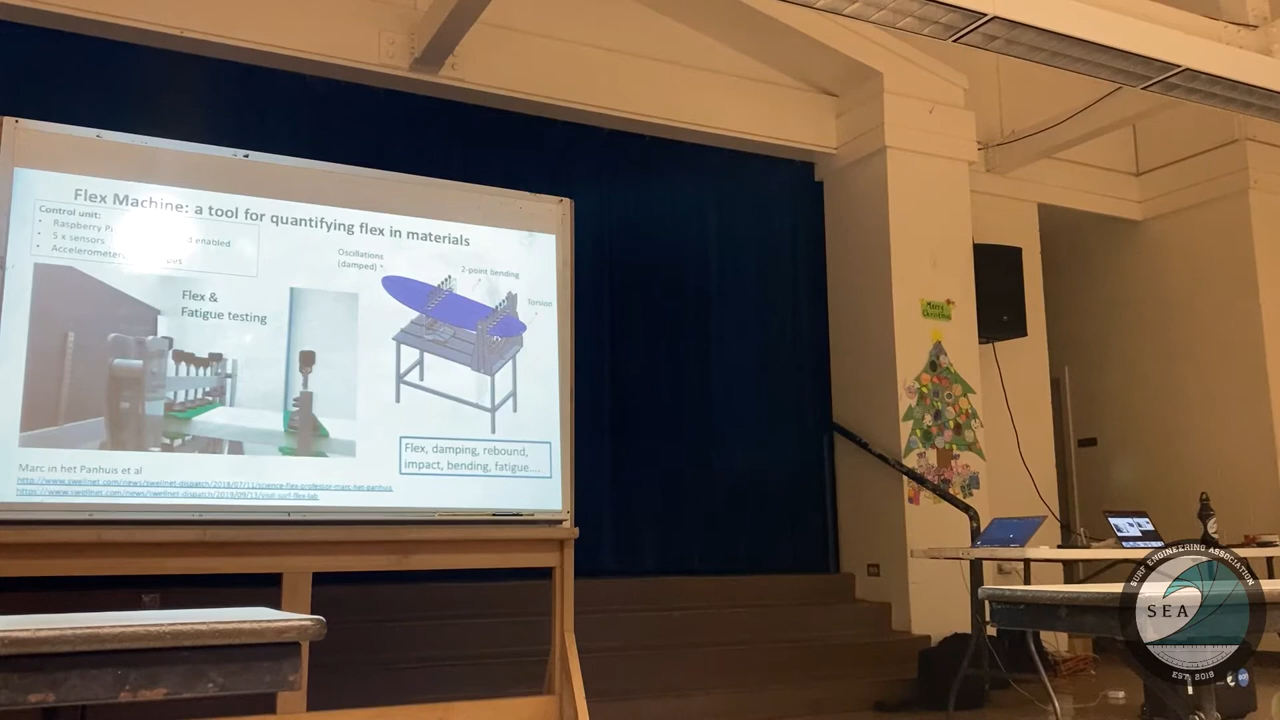 Flex Machine: a tool for quantifying flex in materials
Control unit:
• Raspberry P
d enabled
• 5 x sensors
• Accelerometer
Flex &
Fatigue testing
Oscillations
(damped)
2-point bending
Torsion
Flex, damping, rebound,
impact, bending, fatigue....
Marc in het Panhuis et al
http://www.swellnet.com/news/swellnet-dispatch/2018/07/11/science-flex-professor-marc-het-panhuis
https://www.swellnet.com/news/swellnet-dispatch/2019/09/13/visit-surf-flex-lab
Merry
Christmas
SURF ENGINEERING ASSOCIATION
SEA
EST. 2018